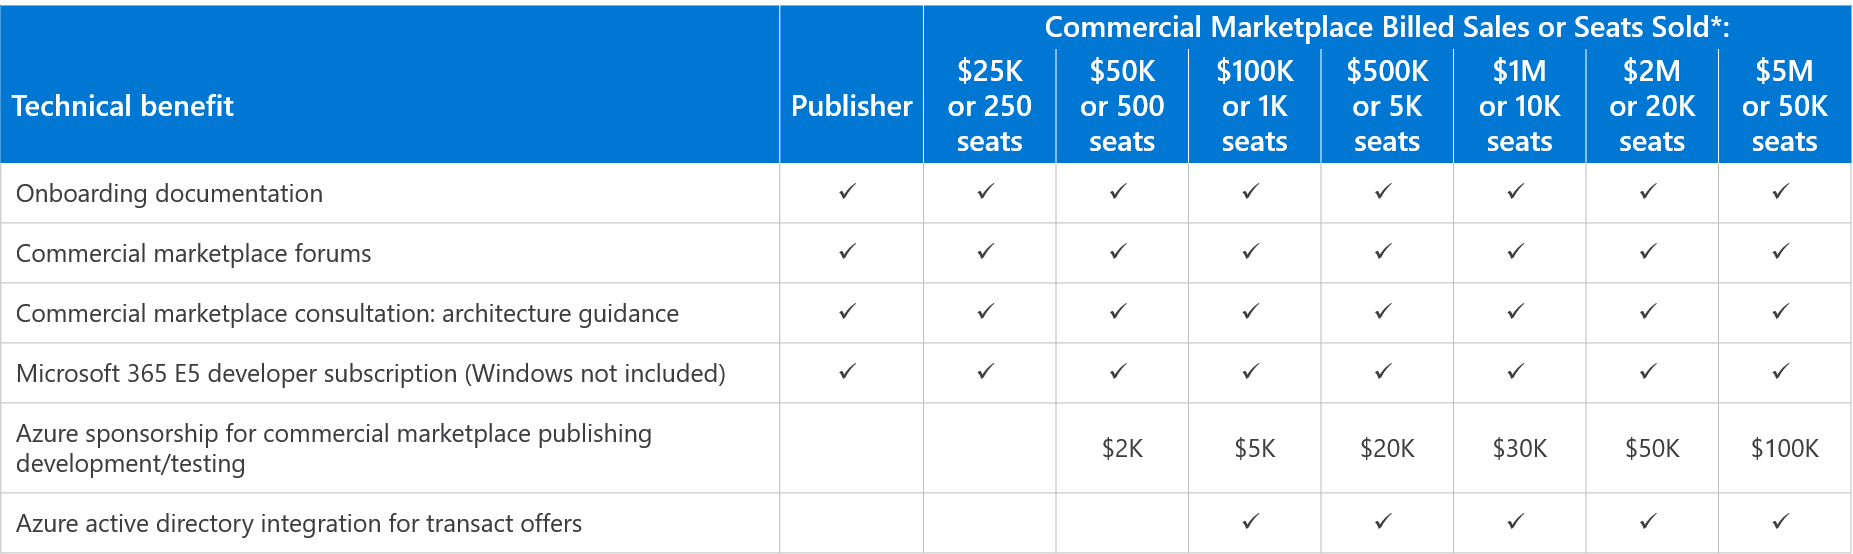 Commercial Marketplace Billed Sales or Seats Sold*:
Technical benefit Publisher $25K or 250 seats $50K or 500 seats $100K or 1K seats $500K or 5K seats $1M or 10K seats $2M or 20K seats $5M or 50K seats
Onboarding documentation ✓ ✓ ✓ ✓ ✓ ✓ ✓ ✓
Commercial marketplace forums ✓ ✓ ✓ ✓ ✓ ✓ ✓ ✓
Commercial marketplace consultation: architecture guidance ✓ ✓ ✓ ✓ ✓ ✓ ✓ ✓
Microsoft 365 E5 developer subscription (Windows not included) ✓ ✓ ✓ ✓ ✓ ✓ ✓ ✓
Azure sponsorship for commercial marketplace publishing
development/testing $2K $5K $20K $30K $50K $100K
Azure active directory integration for transact offers ✓ ✓ ✓ ✓ ✓